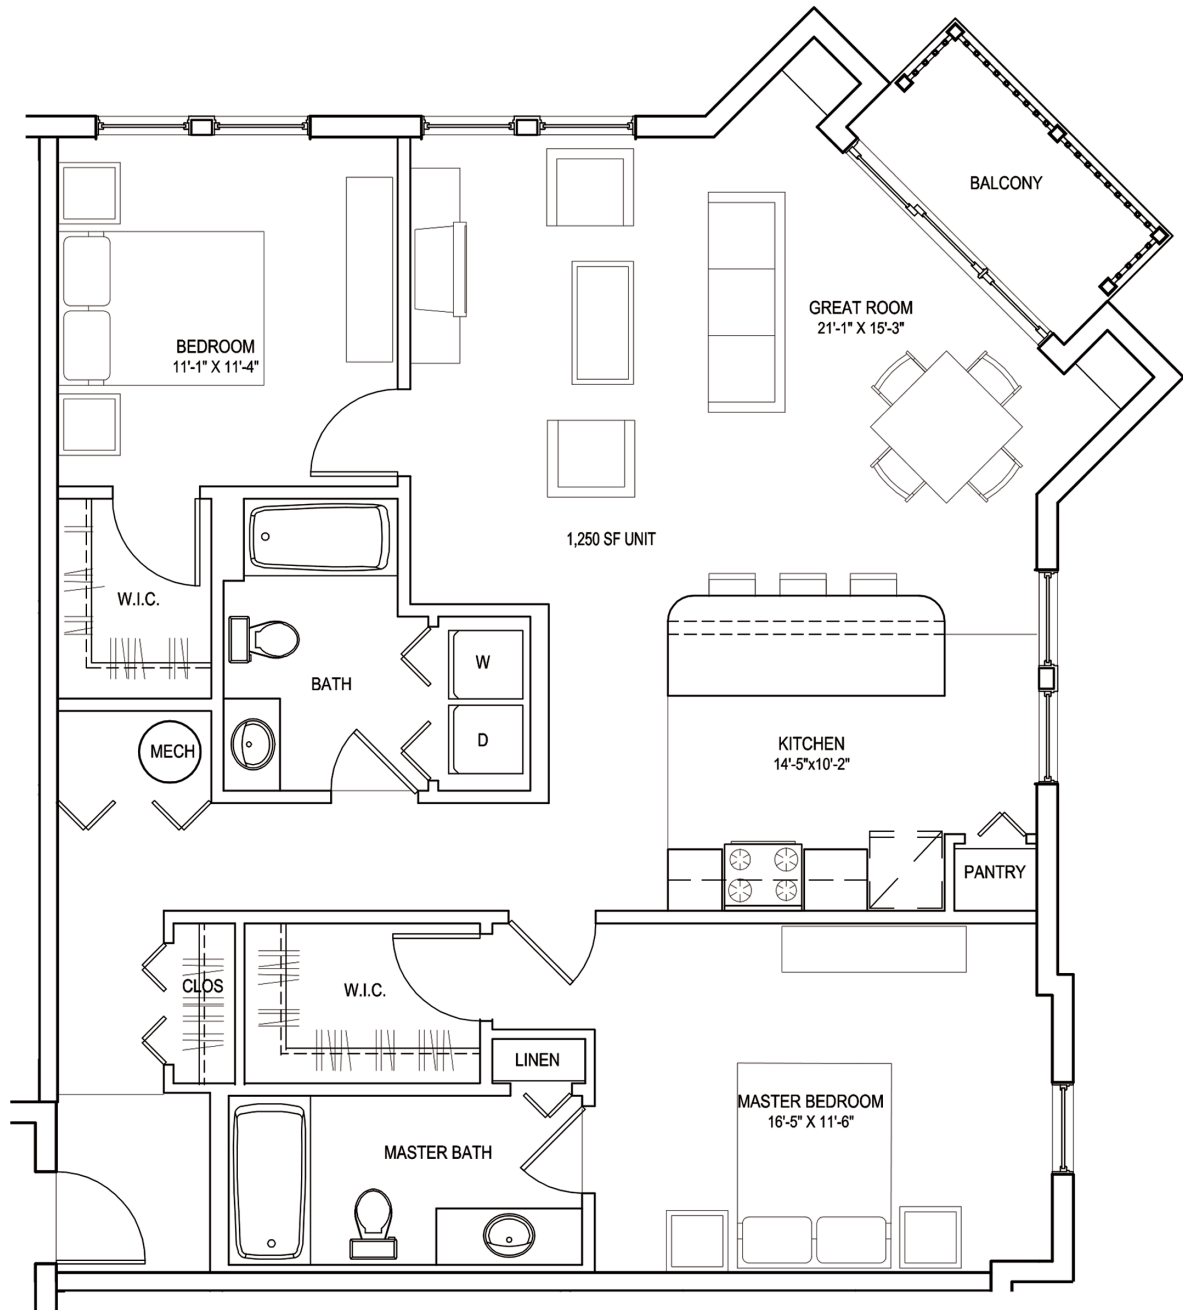 BALCONY
GREAT ROOM
21'-1" X 15'-3"
BEDROOM
11'-1" X 11'-4"
1,250 SF UNIT
W.I.C.
W
BATH
D
MECH
KITCHEN
14'-5"x10'-2"
PANTRY
CLOS
W.I.C.
LINEN
MASTER BEDROOM
16'-5" X 11'-6"
MASTER BATH